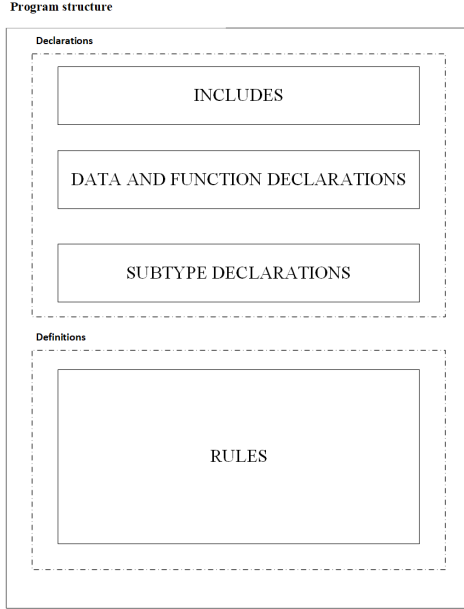 Program structure
Declarations
INCLUDES
DATA AND FUNCTION DECLARATIONS
SUBTYPE DECLARATIONS
Definitions
RULES